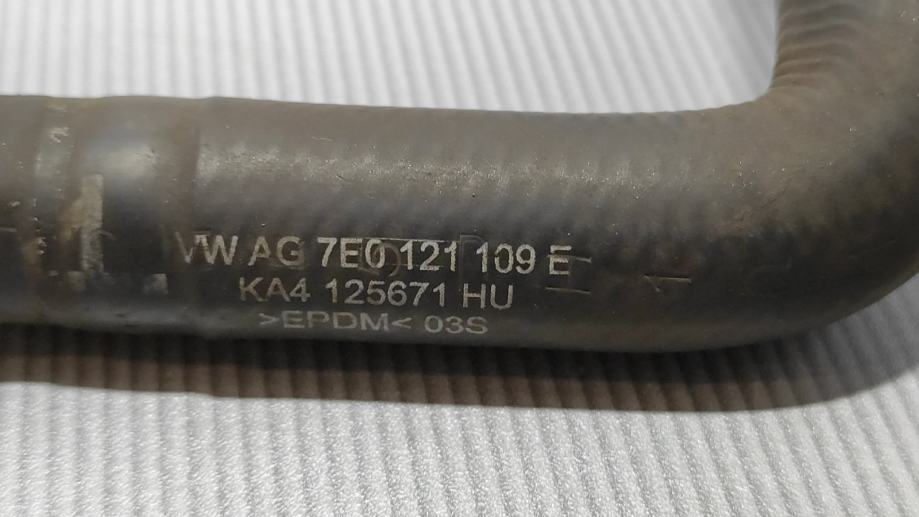 VW AG 7E0 121 109 E
KA4 125671 HU
>EPDM< 03S